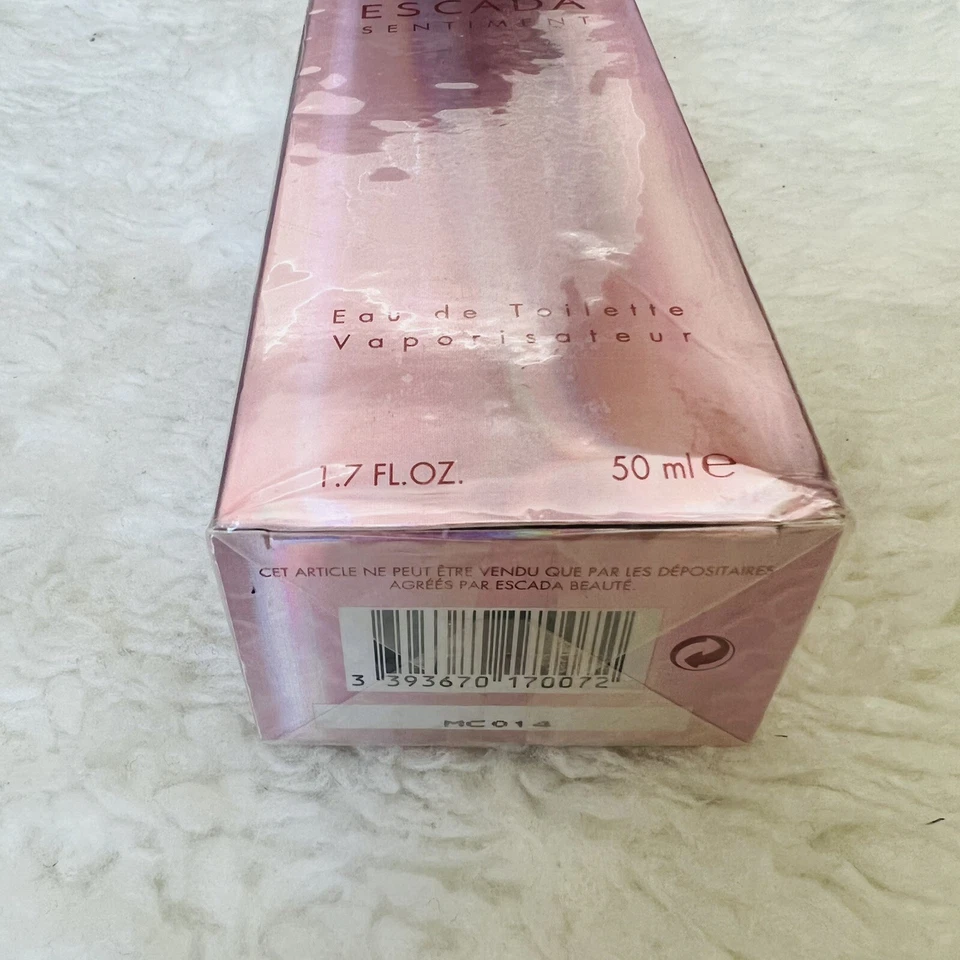 ESCADA
SENTIMENT
Eau de Toilette
Vaporisateur
1.7 FL.OZ. 50 ml e
CET ARTICLE NE PEUT ÊTRE VENDU QUE PAR LES DÉPOSITAIRES
AGRÉÉS PAR ESCADA BEAUTÉ.
3 393670 170072
MC014